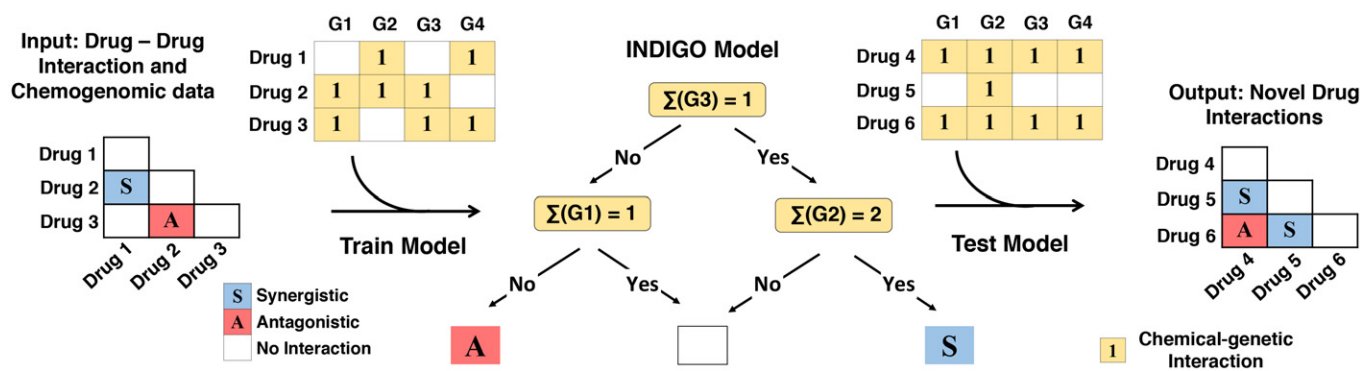 Input: Drug – Drug
Interaction and
Chemogenomic data
Drug 1
Drug 2 S
Drug 3 A
Drug 1 Drug 2 Drug 3
G1 G2 G3 G4
Drug 1 1 1
Drug 2 1 1 1
Drug 3 1 1 1
Train Model
S Synergistic
A Antagonistic
No Interaction
INDIGO Model
∑(G3) = 1
No Yes
∑(G1) = 1 ∑(G2) = 2
No Yes No Yes
A S
G1 G2 G3 G4
Drug 4 1 1 1 1
Drug 5 1
Drug 6 1 1 1 1
Test Model
Output: Novel Drug
Interactions
Drug 4
Drug 5 S
Drug 6 A S
Drug 4 Drug 5 Drug 6
1 Chemical-genetic
Interaction